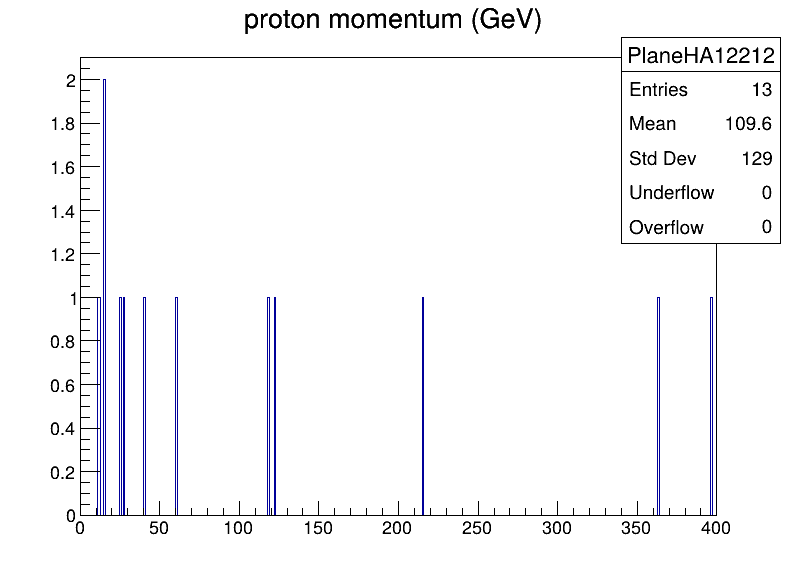 proton momentum (GeV)
PlaneHA12212
Entries 13
Mean 109.6
Std Dev 129
Underflow 0
Overflow 0
2
1.8
1.6
1.4
1.2
1
0.8
0.6
0.4
0.2
0
0 50 100 150 200 250 300 350 400